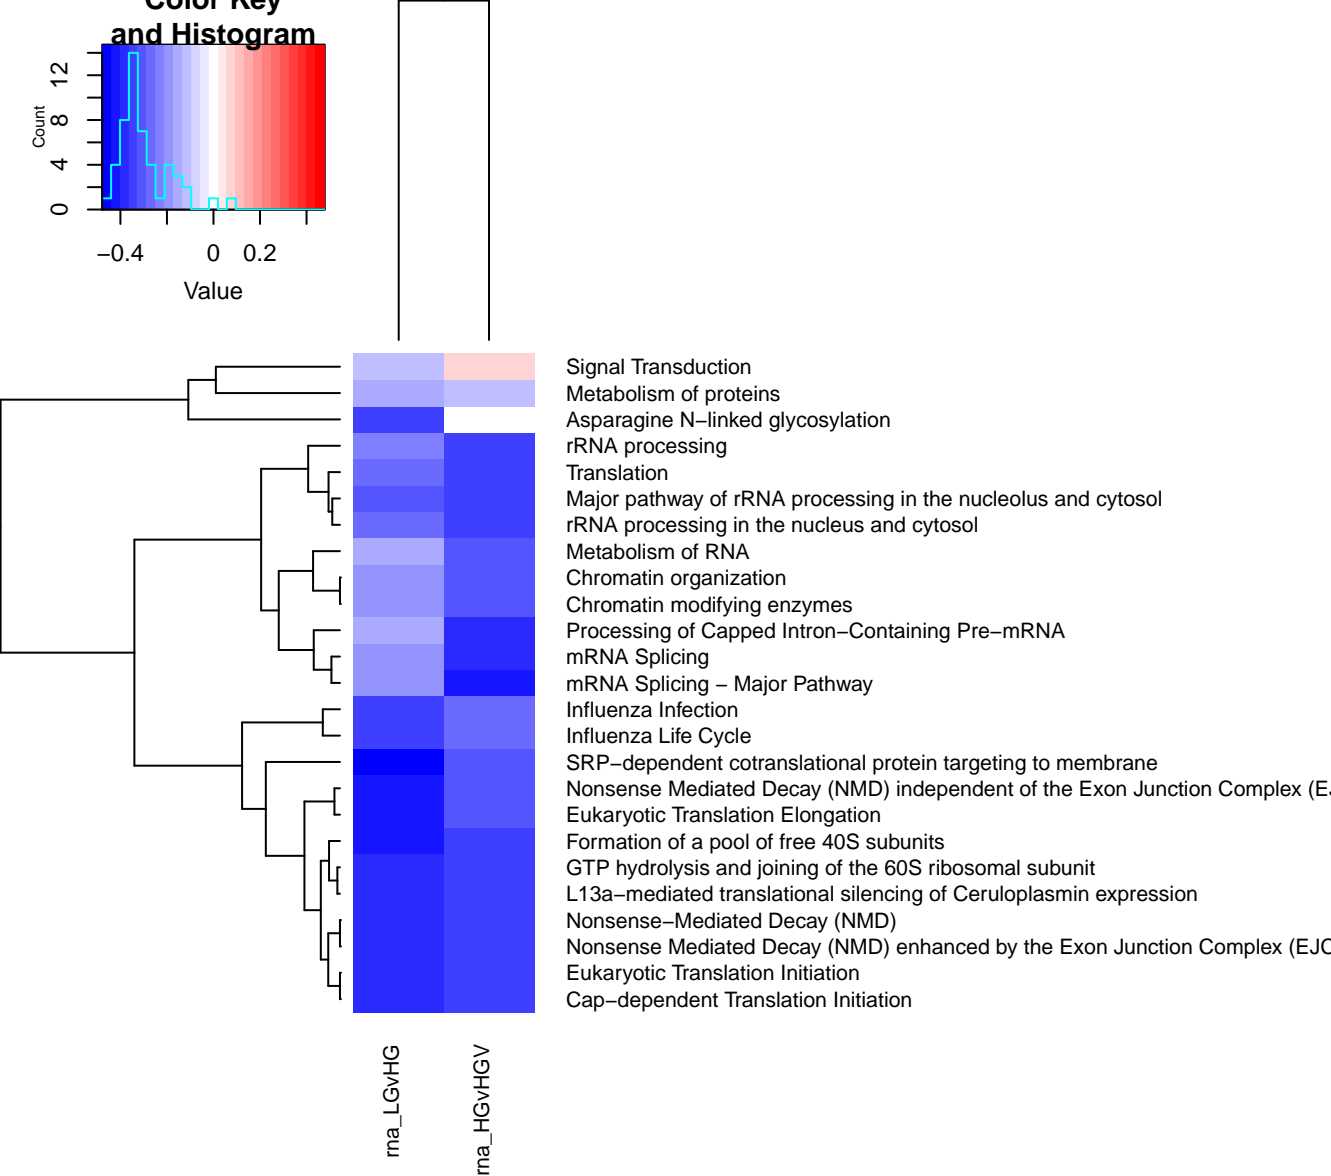 Color Key
and Histogram
Count
0 4 8 12
−0.4 0 0.2
Value
Signal Transduction
Metabolism of proteins
Asparagine N−linked glycosylation
rRNA processing
Translation
Major pathway of rRNA processing in the nucleolus and cytosol
rRNA processing in the nucleus and cytosol
Metabolism of RNA
Chromatin organization
Chromatin modifying enzymes
Processing of Capped Intron−Containing Pre−mRNA
mRNA Splicing
mRNA Splicing − Major Pathway
Influenza Infection
Influenza Life Cycle
SRP−dependent cotranslational protein targeting to membrane
Nonsense Mediated Decay (NMD) independent of the Exon Junction Complex (EJ
Eukaryotic Translation Elongation
Formation of a pool of free 40S subunits
GTP hydrolysis and joining of the 60S ribosomal subunit
L13a−mediated translational silencing of Ceruloplasmin expression
Nonsense−Mediated Decay (NMD)
Nonsense Mediated Decay (NMD) enhanced by the Exon Junction Complex (EJC
Eukaryotic Translation Initiation
Cap−dependent Translation Initiation
rna_LGvHG
rna_HGvHGV